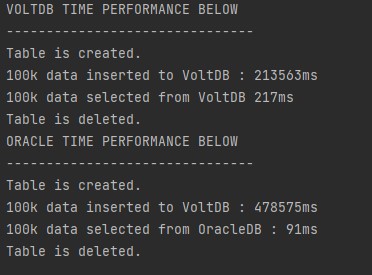 VOLTDB TIME PERFORMANCE BELOW
-------------------------------
Table is created.
100k data inserted to VoltDB : 213563ms
100k data selected from VoltDB 217ms
Table is deleted.
ORACLE TIME PERFORMANCE BELOW
-------------------------------
Table is created.
100k data inserted to VoltDB : 478575ms
100k data selected from OracleDB : 91ms
Table is deleted.